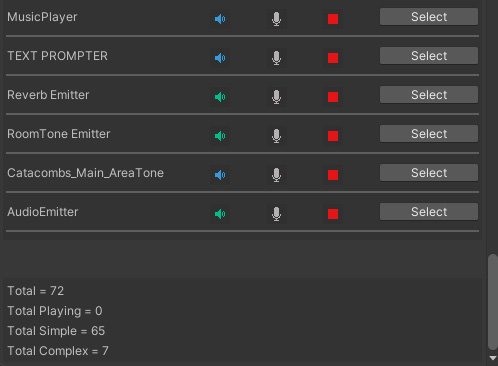 MusicPlayer Select
TEXT PROMPTER Select
Reverb Emitter Select
RoomTone Emitter Select
Catacombs_Main_AreaTone Select
AudioEmitter Select
Total = 72
Total Playing = 0
Total Simple = 65
Total Complex = 7